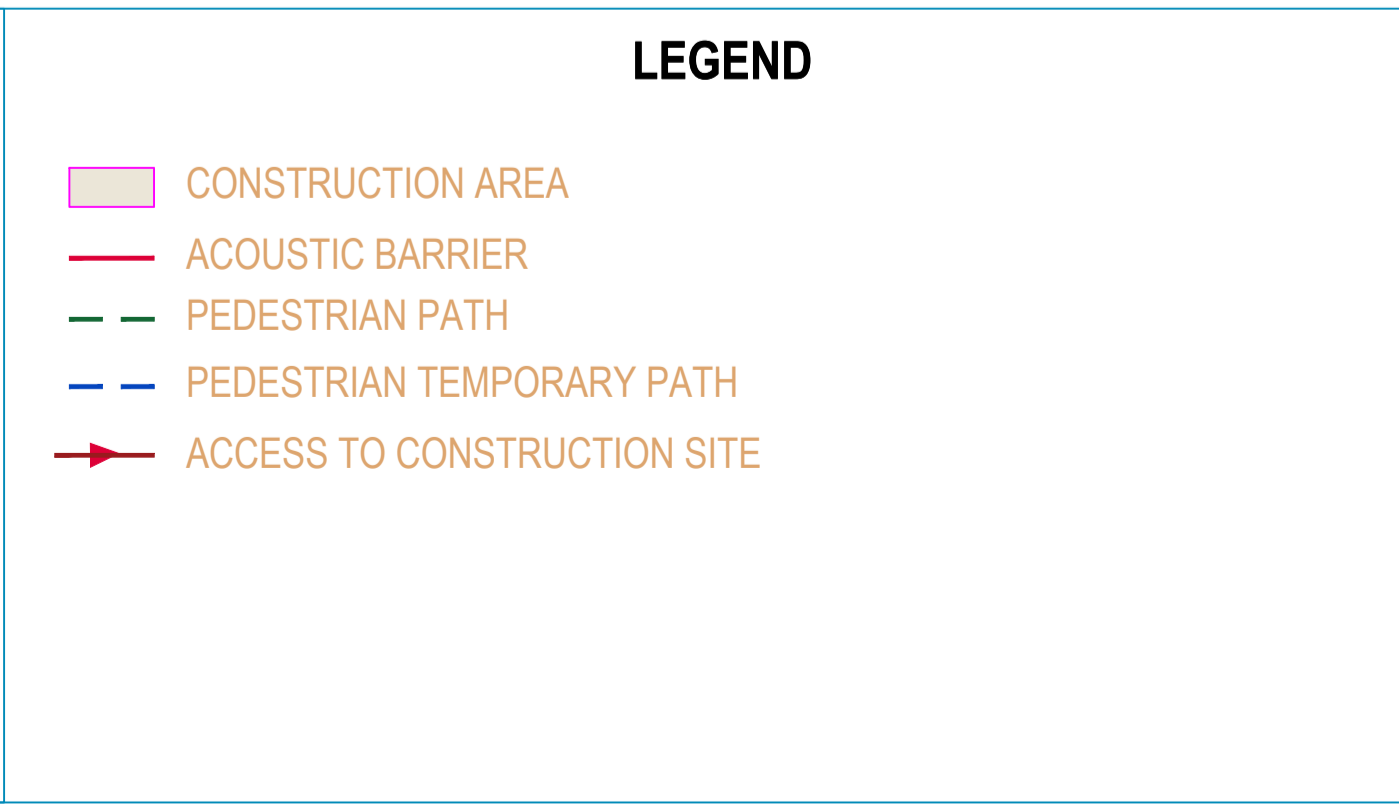 LEGEND
CONSTRUCTION AREA
ACOUSTIC BARRIER
PEDESTRIAN PATH
PEDESTRIAN TEMPORARY PATH
ACCESS TO CONSTRUCTION SITE